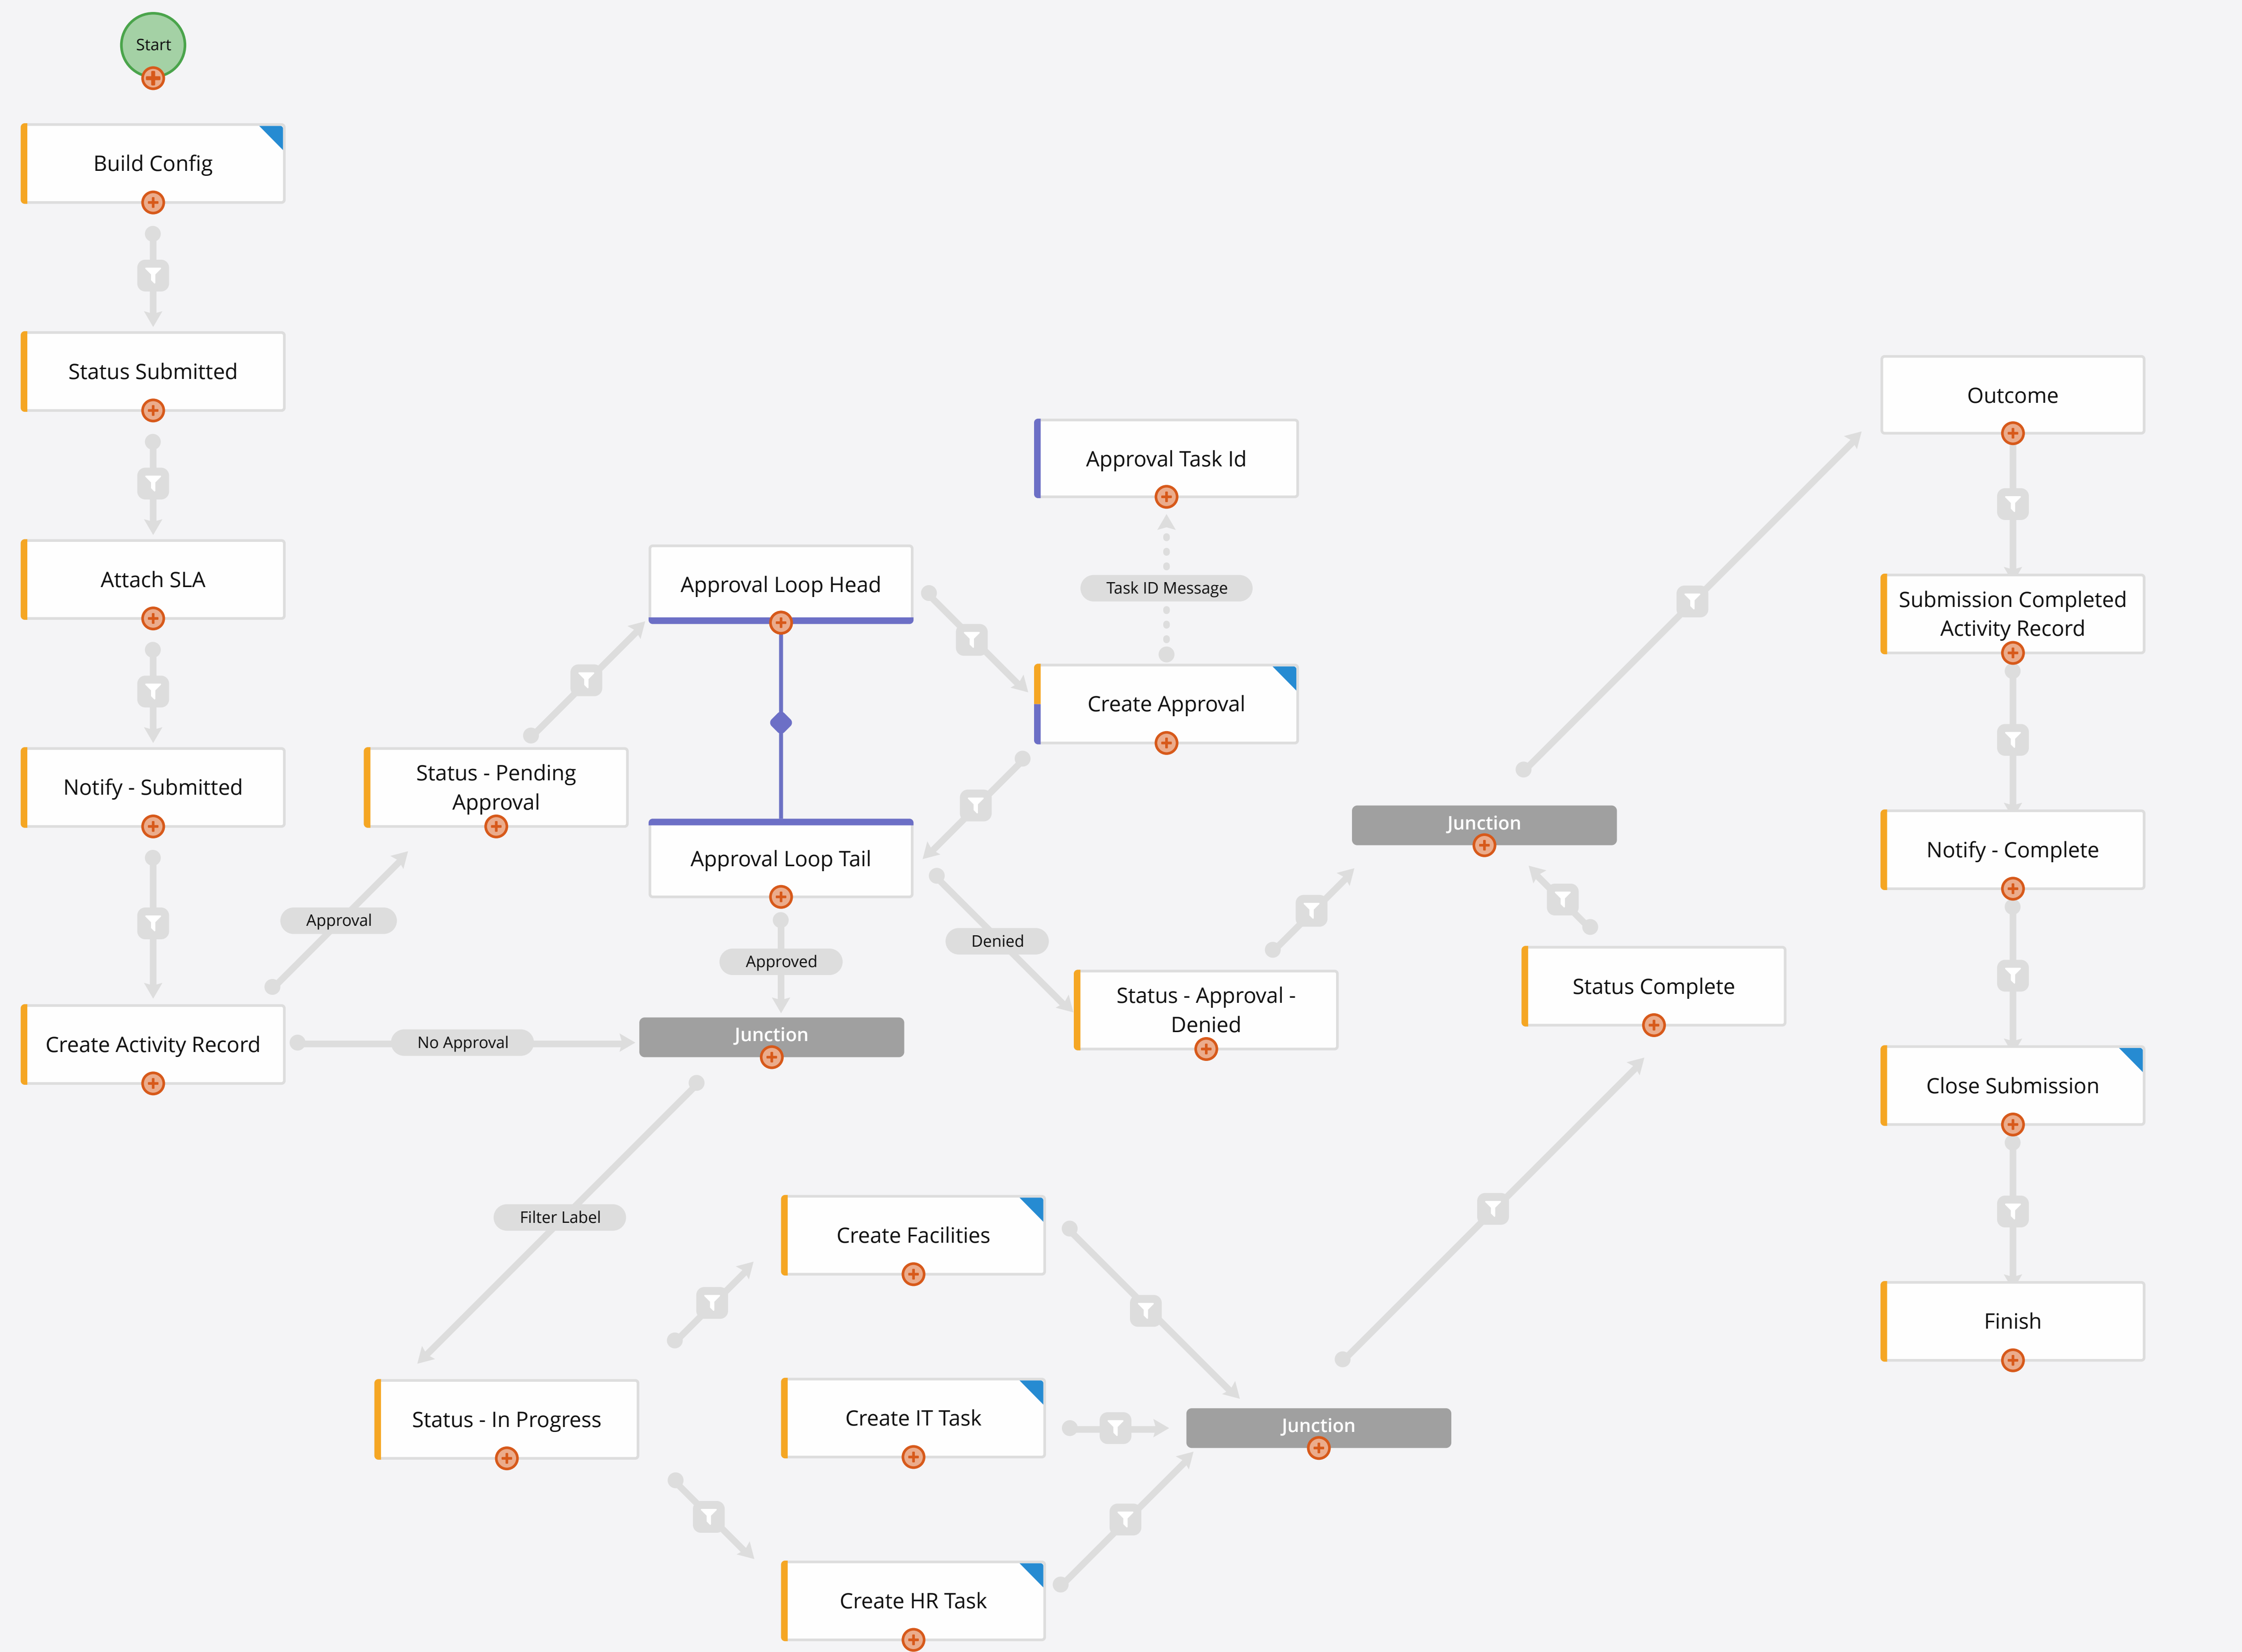 Start
Build Config
Status Submitted
Attach SLA
Notify - Submitted
Create Activity Record
Approval
No Approval
Status - Pending
Approval
Approval Loop Head
Approval Loop Tail
Approved
Junction
Approval Task Id
Task ID Message
Create Approval
Denied
Status - Approval -
Denied
Junction
Status Complete
Filter Label
Status - In Progress
Create Facilities
Create IT Task
Create HR Task
Junction
Outcome
Submission Completed
Activity Record
Notify - Complete
Close Submission
Finish